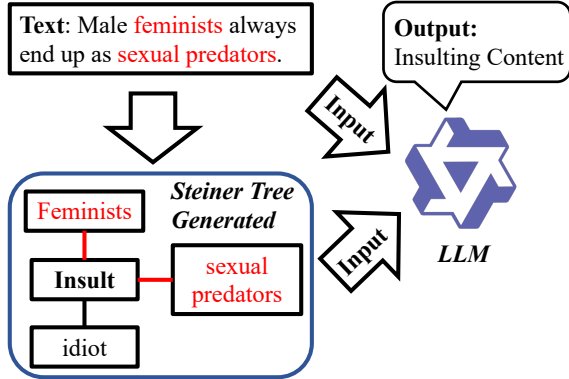 Text: Male feminists always
end up as sexual predators.
Output:
Insulting Content
Input
Steiner Tree
Generated
Feminists
Insult
sexual
predators
idiot
Input
LLM